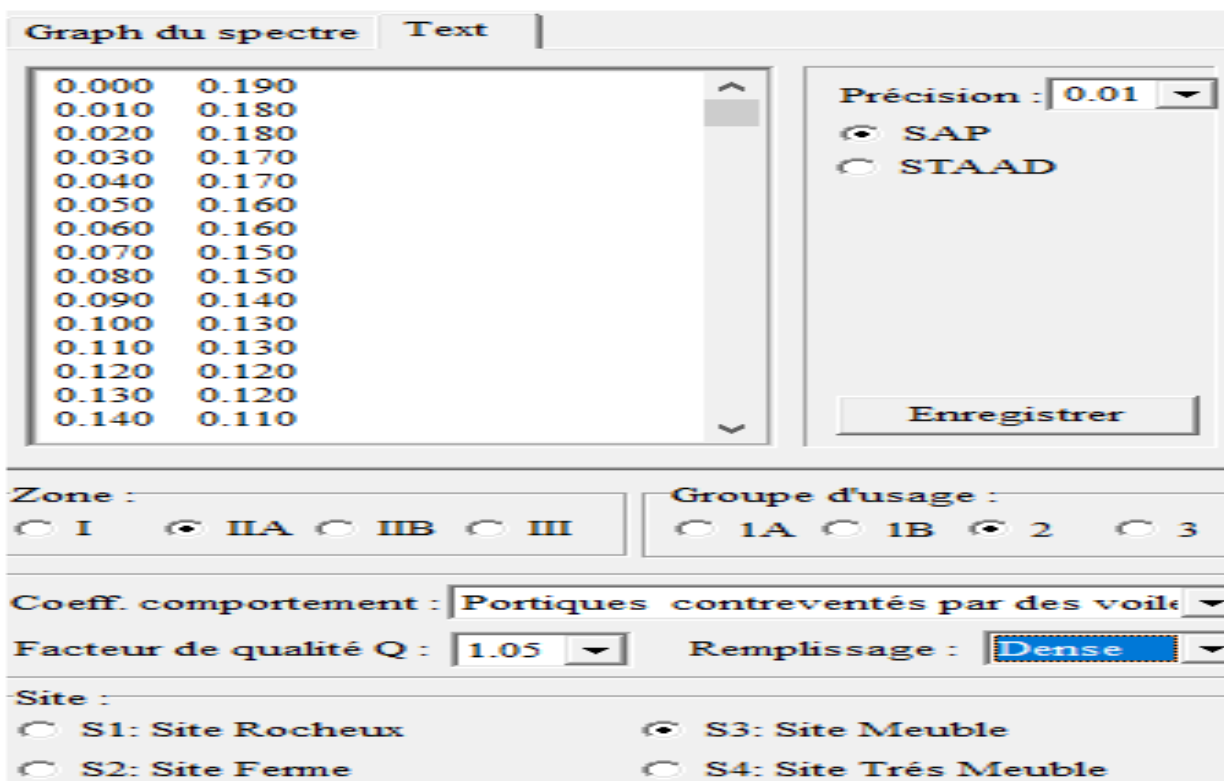 Graph du spectre Text
0.000 0.190
0.010 0.180
0.020 0.180
0.030 0.170
0.040 0.170
0.050 0.160
0.060 0.160
0.070 0.150
0.080 0.150
0.090 0.140
0.100 0.130
0.110 0.130
0.120 0.120
0.130 0.120
0.140 0.110
Précision : 0.01
SAP
STAAD
Enregistrer
Zone :
I IIA IIB III
Groupe d'usage :
1A 1B 2 3
Coeff. comportement : Portiques contreventés par des voile
Facteur de qualité Q : 1.05 Remplissage : Dense
Site :
S1: Site Rocheux S3: Site Meuble
S2: Site Ferme S4: Site Trés Meuble